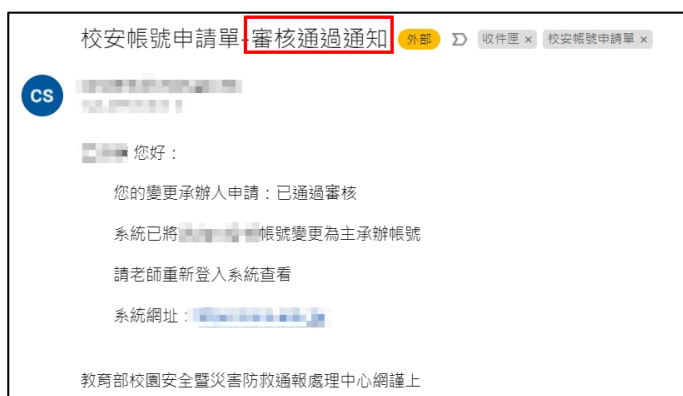 校安帳號申請單-審核通過通知 外部 收件匣 × 校安帳號申請單 ×
CS
您好：
您的變更承辦人申請：已通過審核
系統已將 帳號變更為主承辦帳號
請老師重新登入系統查看
系統網址：
教育部校園安全暨災害防救通報處理中心網謹上